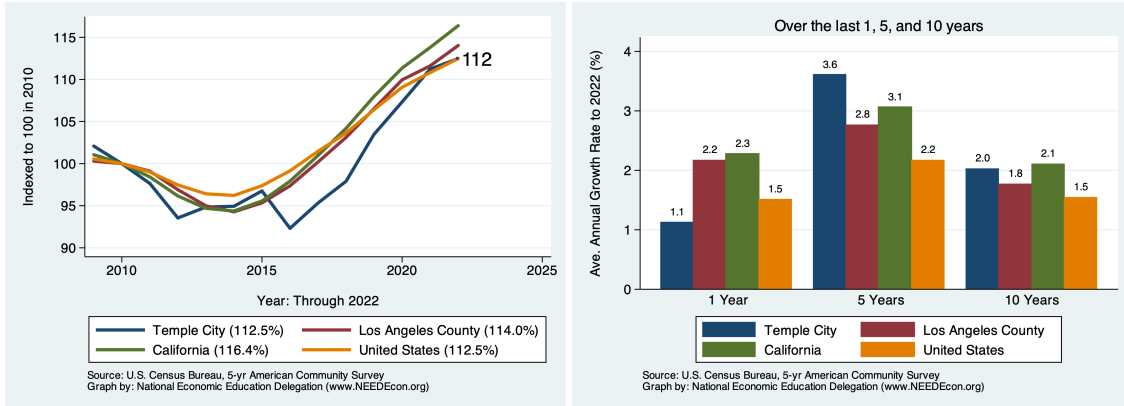 Indexed to 100 in 2010
115
110
105
100
95
90
112
2010
2015
2020
2025
Year: Through 2022
Temple City (112.5%)
Los Angeles County (114.0%)
California (116.4%)
United States (112.5%)
Source: U.S. Census Bureau, 5-yr American Community Survey
Graph by: National Economic Education Delegation (www.NEEDEcon.org)
Over the last 1, 5, and 10 years
Ave. Annual Growth Rate to 2022 (%)
4
3
2
1
0
1.1
2.2
2.3
1.5
3.6
2.8
3.1
2.2
2.0
1.8
2.1
1.5
1 Year
5 Years
10 Years
Temple City
Los Angeles County
California
United States
Source: U.S. Census Bureau, 5-yr American Community Survey
Graph by: National Economic Education Delegation (www.NEEDEcon.org)